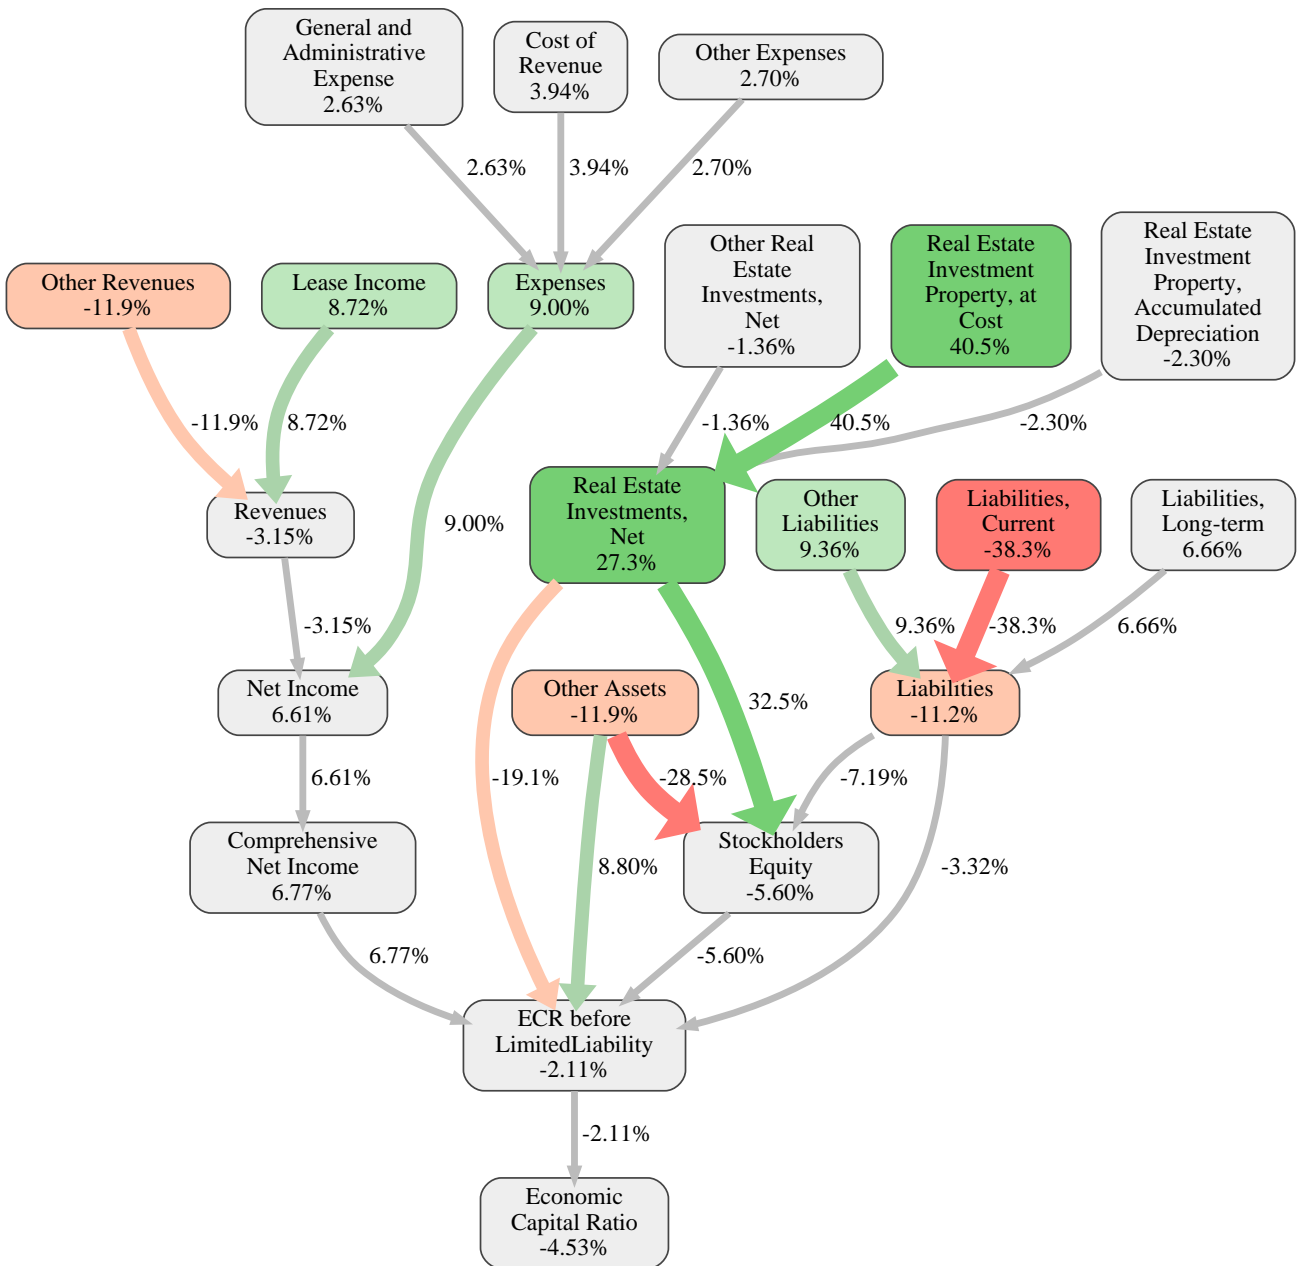 General and
Administrative
Expense
2.63%
Cost of
Revenue
3.94%
Other Expenses
2.70%
2.63%
3.94%
2.70%
Other Revenues
-11.9%
Lease Income
8.72%
Expenses
9.00%
Other Real
Estate
Investments,
Net
-1.36%
Real Estate
Investment
Property, at
Cost
40.5%
Real Estate
Investment
Property,
Accumulated
Depreciation
-2.30%
-11.9%
8.72%
-1.36%
40.5%
-2.30%
Revenues
-3.15%
9.00%
Real Estate
Investments,
Net
27.3%
Other
Liabilities
9.36%
Liabilities,
Current
-38.3%
Liabilities,
Long-term
6.66%
-3.15%
9.36%
-38.3%
6.66%
Net Income
6.61%
Other Assets
-11.9%
32.5%
Liabilities
-11.2%
6.61%
-19.1%
-28.5%
-7.19%
Comprehensive
Net Income
6.77%
8.80%
Stockholders
Equity
-5.60%
-3.32%
6.77%
-5.60%
ECR before
LimitedLiability
-2.11%
-2.11%
Economic
Capital Ratio
-4.53%